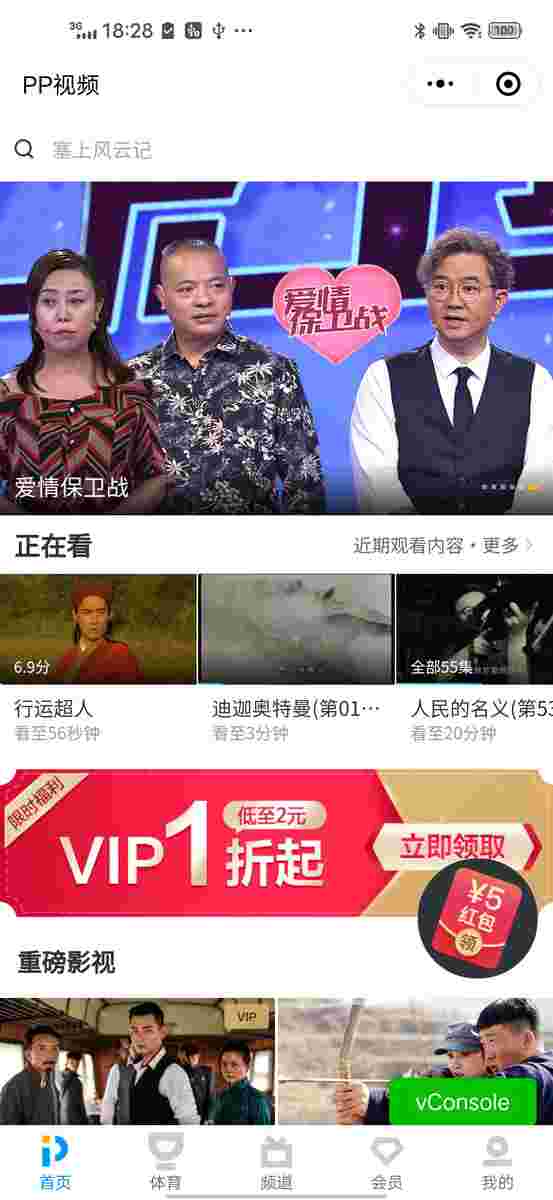 3G 18:28 100
PP视频
塞上风云记
爱情
保卫战
爱情保卫战
正在看
近期观看内容·更多
6.9分
全部55集
行运超人
迪迦奥特曼(第01…
人民的名义(第53
看至56秒钟
看至3分钟
看至20分钟
限时福利
VIP1折起
低至2元
立即领取
¥5
红包
领
重磅影视
VIP
vConsole
首页
体育
频道
会员
我的